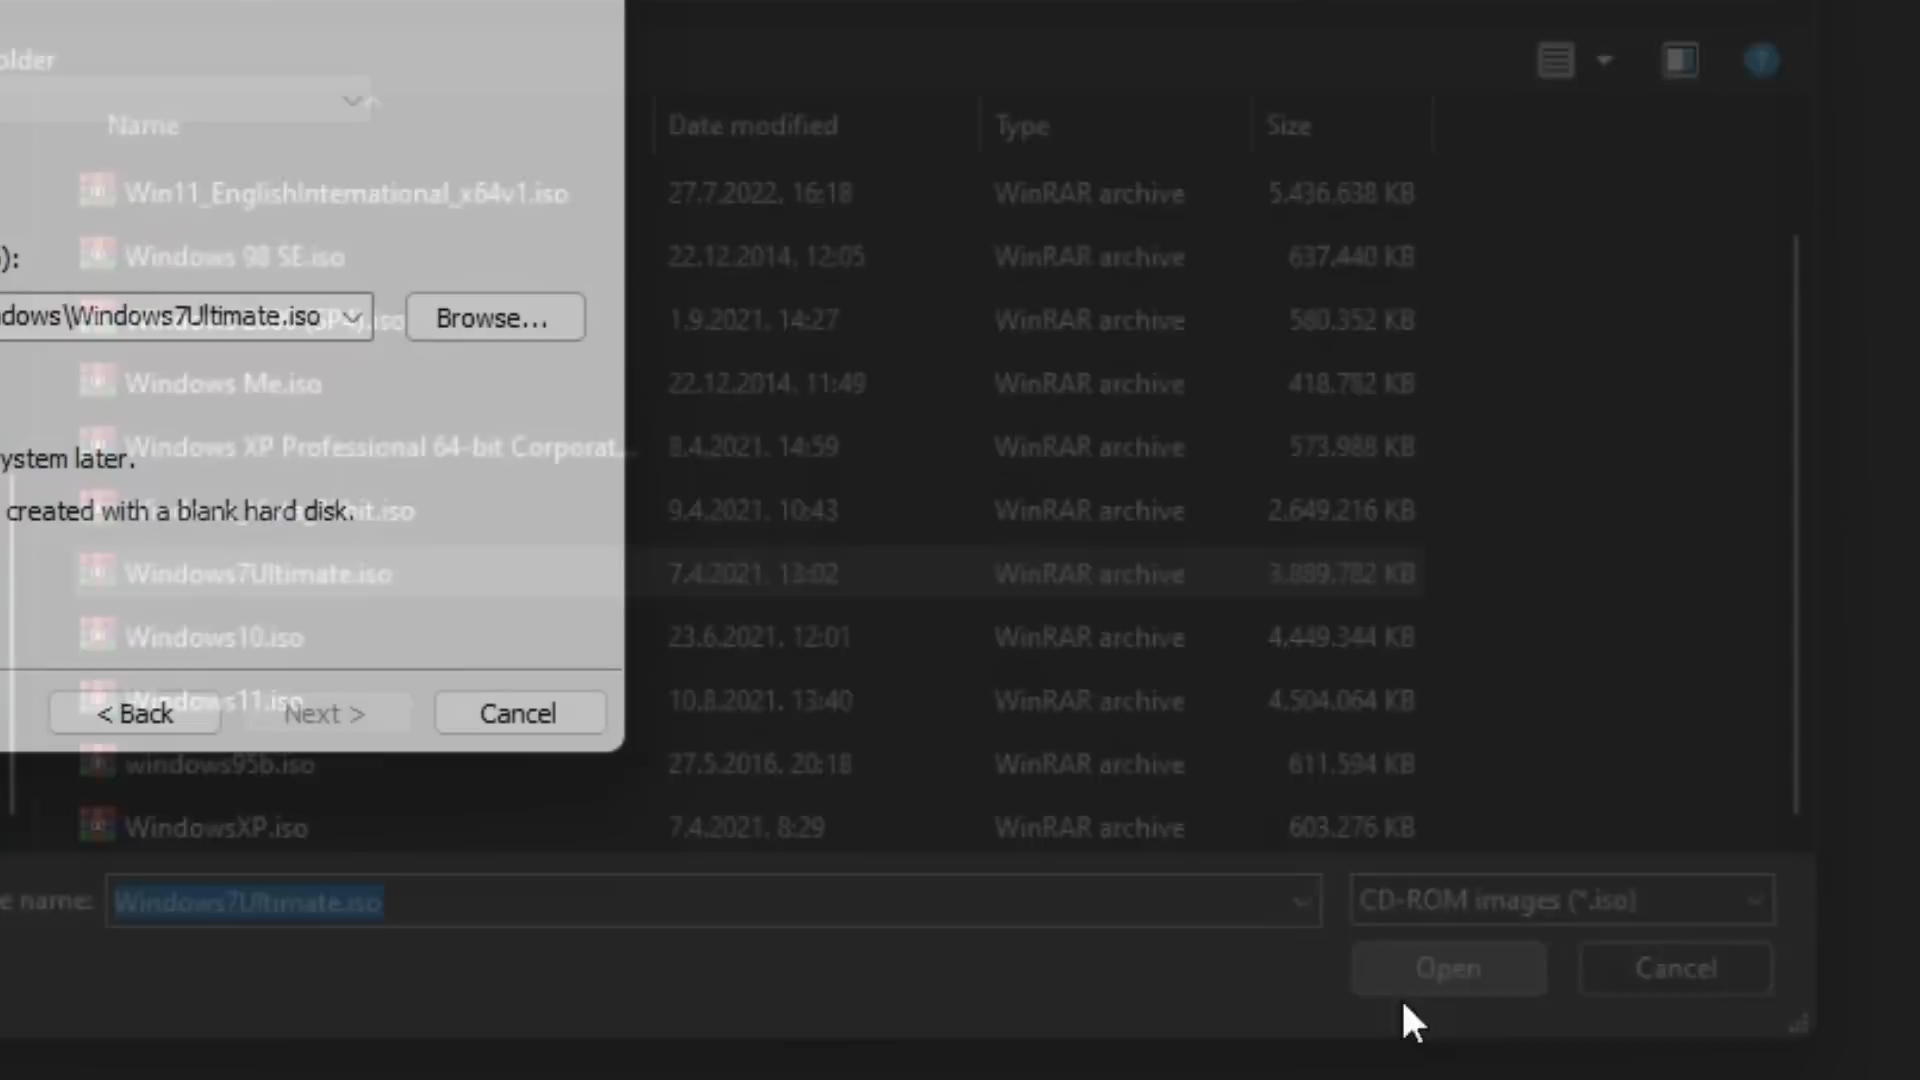 older
Name Date modified Type Size
Win11_EnglishInternational_x64v1.iso 27.7.2022. 16:18 WinRAR archive 5.436.638 KB
):
Windows 98 SE.iso 22.12.2014. 12:05 WinRAR archive 637.440 KB
dows\Windows7Ultimate.iso Browse... .iso 1.9.2021. 14:27 WinRAR archive 580.352 KB
Windows Me.iso 22.12.2014. 11:49 WinRAR archive 418.782 KB
Windows XP Professional 64-bit Corporat... 8.4.2021. 14:59 WinRAR archive 573.988 KB
ystem later.
created with a blank hard disk. it.iso 9.4.2021. 10:43 WinRAR archive 2.649.216 KB
Windows7Ultimate.iso 7.4.2021. 13:02 WinRAR archive 3.889.782 KB
Windows10.iso 23.6.2021. 12:01 WinRAR archive 4.449.344 KB
Windows11.iso 10.8.2021. 13:40 WinRAR archive 4.504.064 KB
< Back Next > Cancel
windows95b.iso 27.5.2016. 20:18 WinRAR archive 611.594 KB
WindowsXP.iso 7.4.2021. 8:29 WinRAR archive 603.276 KB
e name: Windows7Ultimate.iso CD-ROM images (*.iso)
Open Cancel